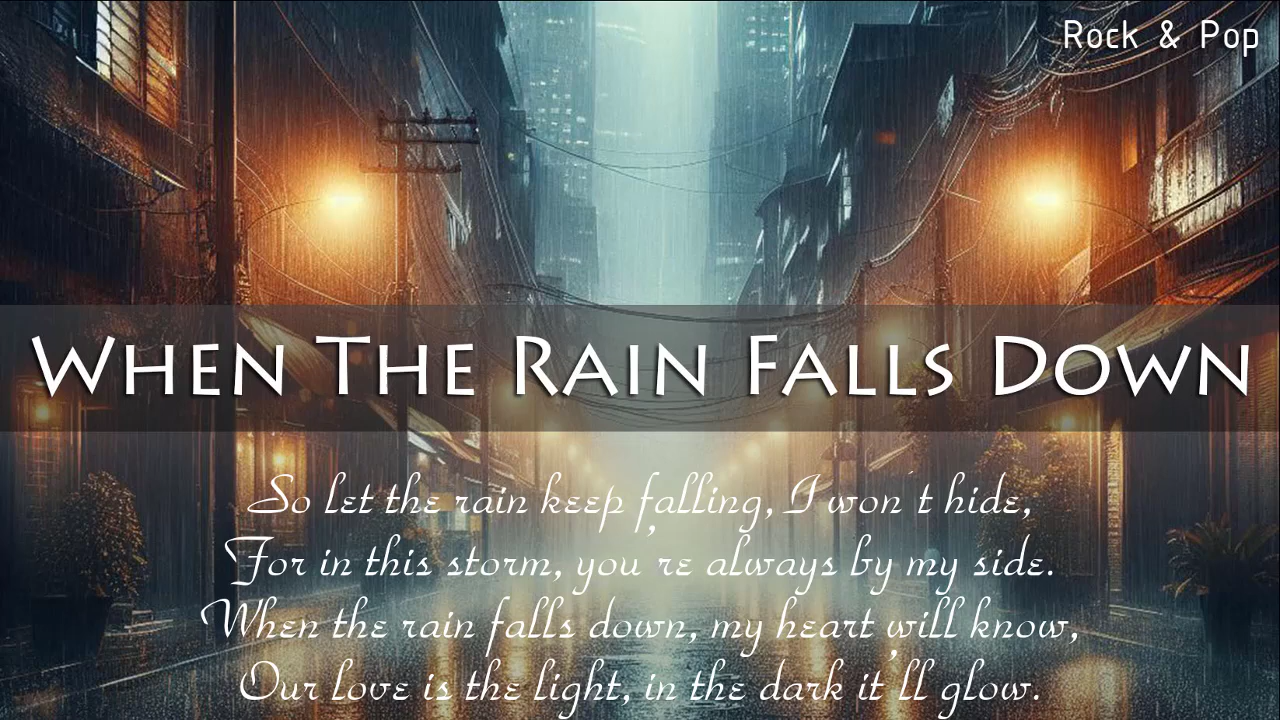 Rock & Pop
When The Rain Falls Down
So let the rain keep falling, I won't hide,
For in this storm, you're always by my side.
When the rain falls down, my heart will know,
Our love is the light, in the dark it'll glow.